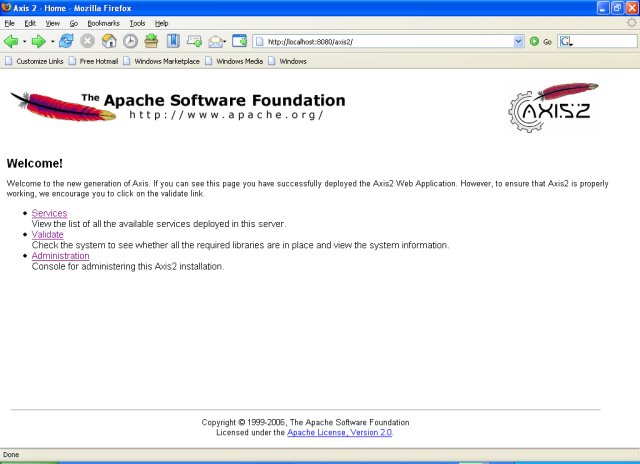 Axis 2 - Home - Mozilla Firefox
File Edit View Go Bookmarks Tools Help
http://localhost:8080/axis2/ Go
Customize Links Free Hotmail Windows Marketplace Windows Media Windows
The Apache Software Foundation
http://www.apache.org/
AXIS2
Welcome!
Welcome to the new generation of Axis. If you can see this page you have successfully deployed the Axis2 Web Application. However, to ensure that Axis2 is properly
working, we encourage you to click on the validate link.
Services
View the list of all the available services deployed in this server.
Validate
Check the system to see whether all the required libraries are in place and view the system information.
Administration
Console for administering this Axis2 installation.
Copyright © 1999-2006, The Apache Software Foundation
Licensed under the Apache License, Version 2.0.
Done